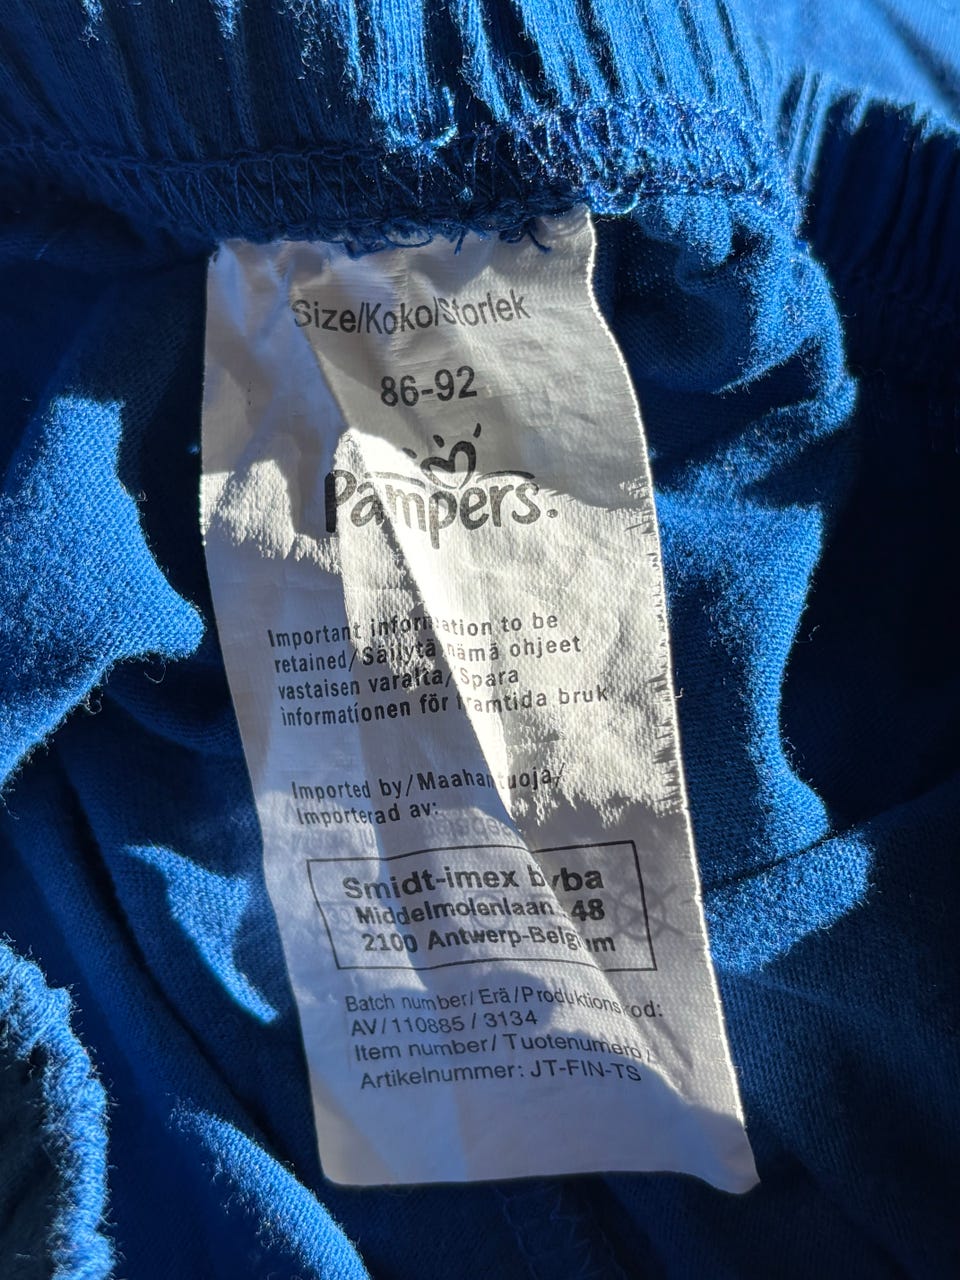 Size/Koko/Storlek
86-92
Pampers.
Important information to be
retained/Säilytä nämä ohjeet
vastaisen varalta/Spara
informationen för framtida bruk
Imported by/Maahantuoja/
Importerad av:
Smidt-imex bvba
Middelmolenlaan 48
2100 Antwerp-Belgium
Batch number/Erä/Produktionskod:
AV/110885/3134
Item number/Tuotenumero/
Artikelnummer: JT-FIN-TS